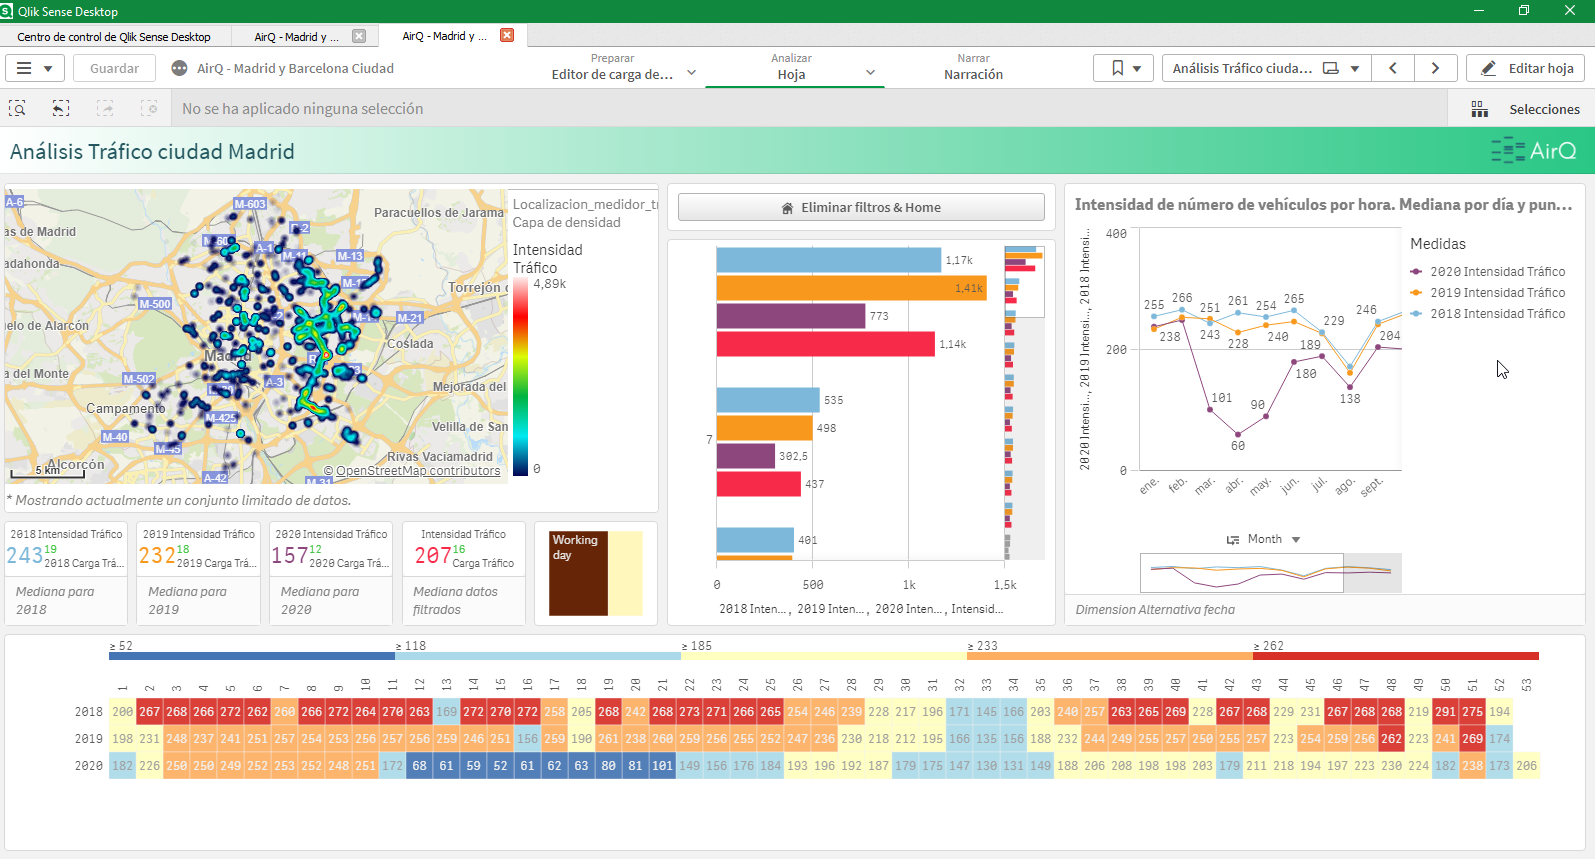 Qlik Sense Desktop
Centro de control de Qlik Sense Desktop
AirQ - Madrid y ...
AirQ - Madrid y ...
Guardar
AirQ - Madrid y Barcelona Ciudad
Preparar
Editor de carga de...
Analizar
Hoja
Narrar
Narración
Análisis Tráfico ciuda...
Editar hoja
No se ha aplicado ninguna selección
Selecciones
Análisis Tráfico ciudad Madrid
AirQ
A-6
M-603
Paracuellos de Jarama
as de Madrid
A-1
M-13
adahonda
M-500
Torrejón
M-21
elo de Alarcón
Coslada
Madrid
a del Monte
M-502
A-3
Mejorada del
Campamento
M-425
Velilla de San
M-40
M-45
Rivas Vaciamadrid
Alcorcón
5 km
A-42
M-31
© OpenStreetMap contributors
Localizacion_medidor_tr
Capa de densidad
Intensidad
Tráfico
4,89k
0
* Mostrando actualmente un conjunto limitado de datos.
2018 Intensidad Tráfico
243
19
2018 Carga Trá...
Mediana para
2018
2019 Intensidad Tráfico
232
18
2019 Carga Trá...
Mediana para
2019
2020 Intensidad Tráfico
157
12
2020 Carga Trá...
Mediana para
2020
Intensidad Tráfico
207
16
Carga Tráfico
Mediana datos
filtrados
Working
day
Eliminar filtros & Home
1,17k
1,41k
773
1,14k
7
535
498
302,5
437
401
0 500 1k 1,5k
2018 Inten..., 2019 Inten..., 2020 Inten..., Intensid...
Intensidad de número de vehículos por hora. Mediana por día y pun...
2020 Intensi..., 2019 Intensi..., 2018 Intensi...
400
200
0
255 266 251 261 254 265 229 246
238 243 228 240 189 204
101 60 90 180 138
ene. feb. mar. abr. may. jun. jul. ago. sept.
Medidas
2020 Intensidad Tráfico
2019 Intensidad Tráfico
2018 Intensidad Tráfico
Month
Dimension Alternativa fecha
≥ 52 ≥ 118 ≥ 185 ≥ 233 ≥ 262
1 2 3 4 5 6 7 8 9 10 11 12 13 14 15 16 17 18 19 20 21 22 23 24 25 26 27 28 29 30 31 32 33 34 35 36 37 38 39 40 41 42 43 44 45 46 47 48 49 50 51 52 53
2018 200 267 268 266 272 262 260 266 272 264 270 263 169 272 270 272 258 205 268 242 268 273 271 266 265 254 246 239 228 217 196 171 145 166 203 240 257 263 265 269 228 267 268 229 231 267 268 268 219 291 275 194
2019 198 231 248 237 241 251 257 254 253 256 257 256 259 246 251 156 259 190 261 238 260 259 256 255 252 247 236 230 218 212 195 166 135 156 188 232 244 249 255 257 250 255 257 223 254 259 256 262 223 241 269 174
2020 182 226 250 250 249 252 253 252 248 251 172 68 61 59 52 61 62 63 80 81 101 149 156 176 184 193 196 192 187 179 175 147 130 131 149 188 206 208 198 198 203 179 211 218 194 197 223 230 224 182 238 173 206